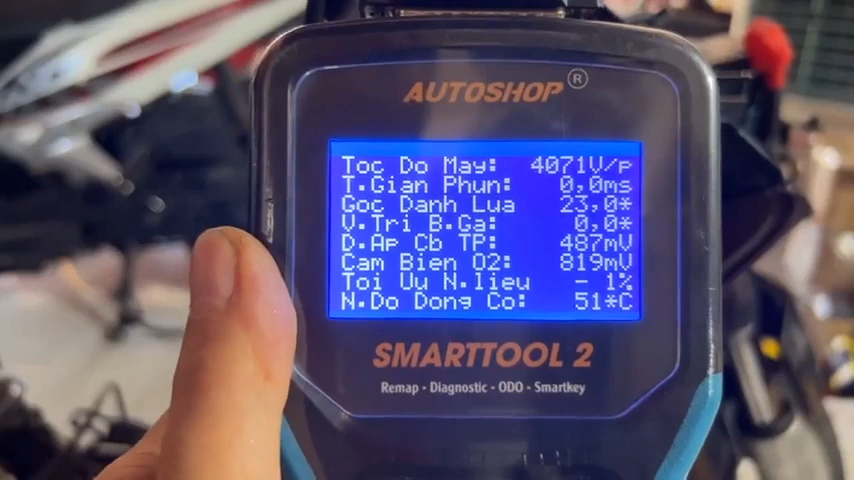 AUTOSHOP ®
Toc Do May: 4071V/p
T.Gian Phun: 0,0ms
Goc Danh Lua 23,0*
V.Tri B.Ga: 0,0*
D.Ap Cb TP: 487mV
Cam Bien O2: 819mV
Toi Uu N.lieu - 1%
N.Do Dong Co: 51*C
SMARTTOOL 2
Remap - Diagnostic - ODO - Smartkey